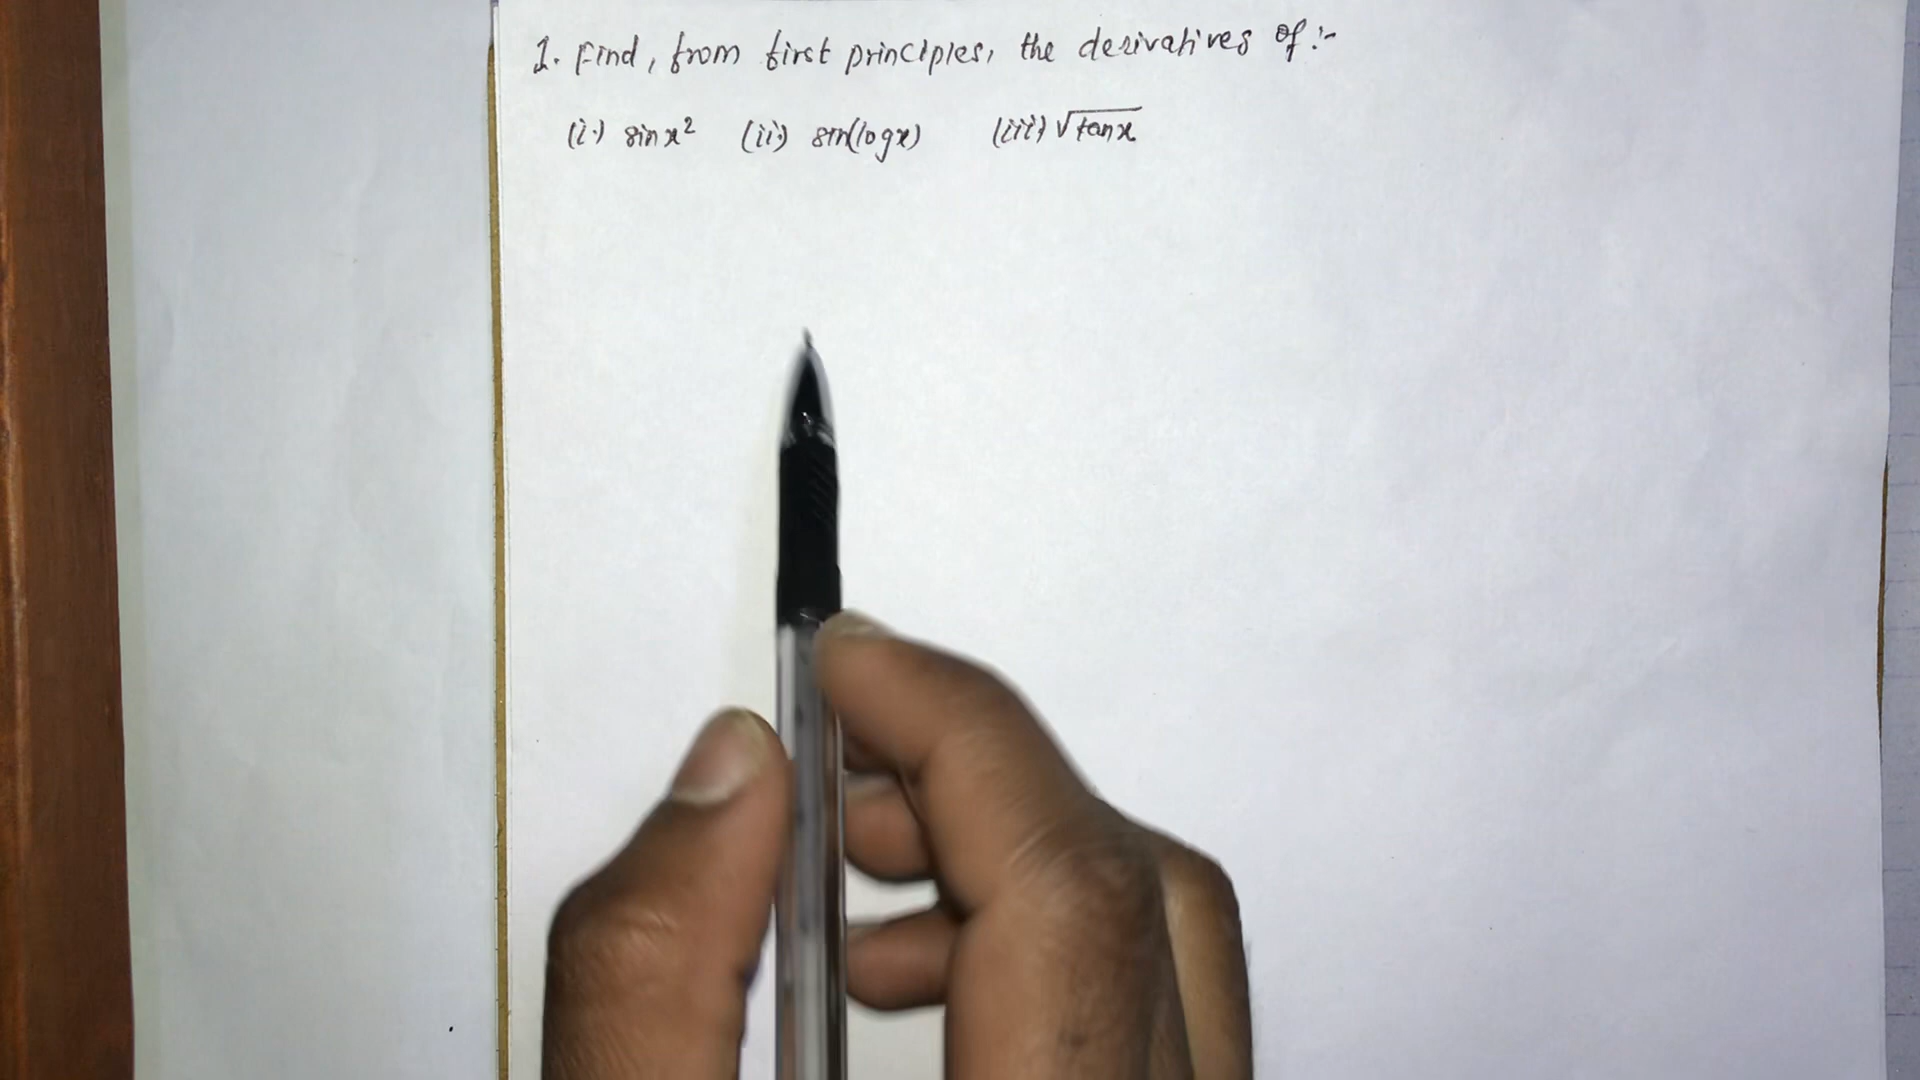 1. Find, from first principles, the derivatives of :-
(i.) sin x² (ii.) sin(log x) (iii) √tan x